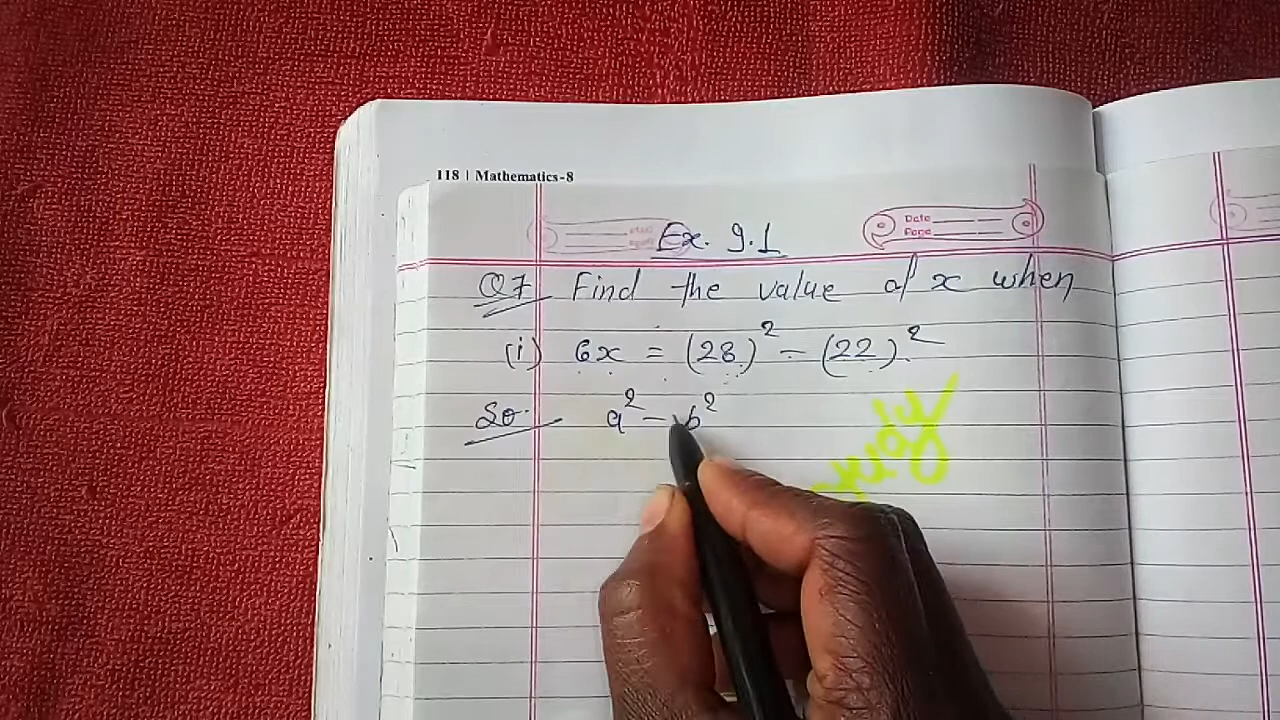 118 | Mathematics-8
Date
Page
Ex. 9.1
Q7 Find the value of x when
(i) 6x = (28)² - (22)²
So. a² - b²